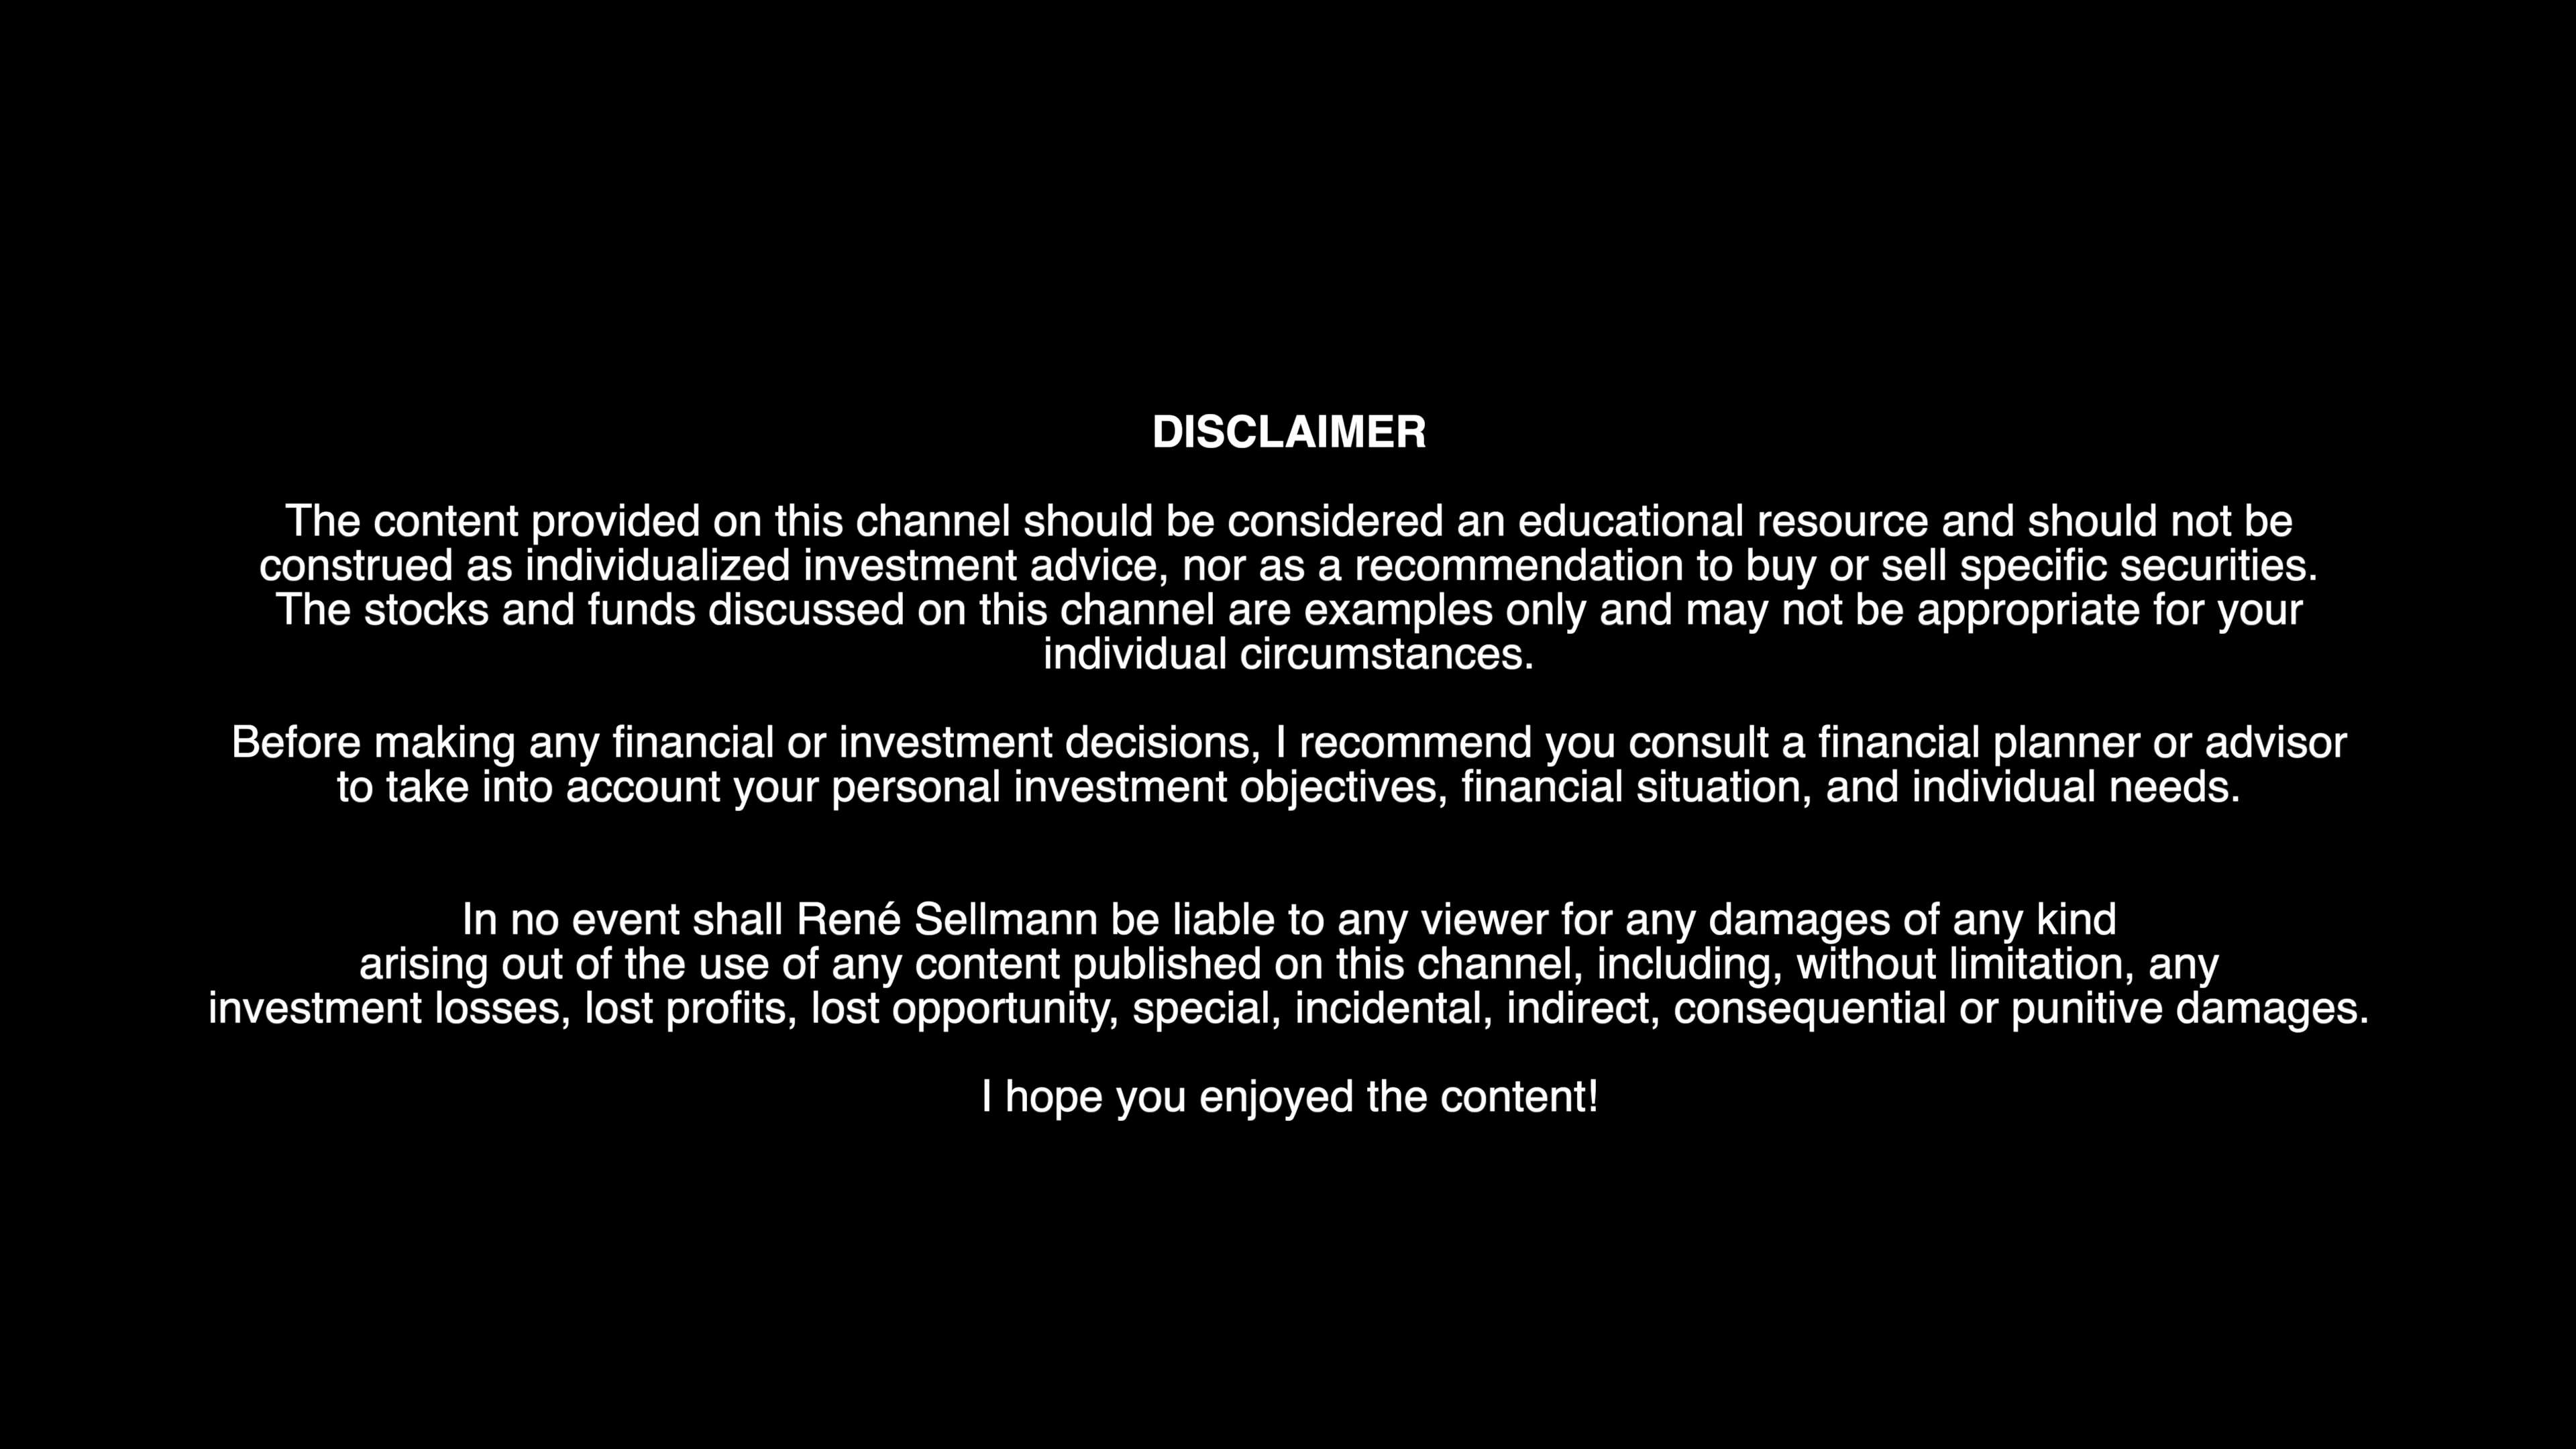 DISCLAIMER
The content provided on this channel should be considered an educational resource and should not be
construed as individualized investment advice, nor as a recommendation to buy or sell specific securities.
The stocks and funds discussed on this channel are examples only and may not be appropriate for your
individual circumstances.
Before making any financial or investment decisions, I recommend you consult a financial planner or advisor
to take into account your personal investment objectives, financial situation, and individual needs.
In no event shall René Sellmann be liable to any viewer for any damages of any kind
arising out of the use of any content published on this channel, including, without limitation, any
investment losses, lost profits, lost opportunity, special, incidental, indirect, consequential or punitive damages.
I hope you enjoyed the content!